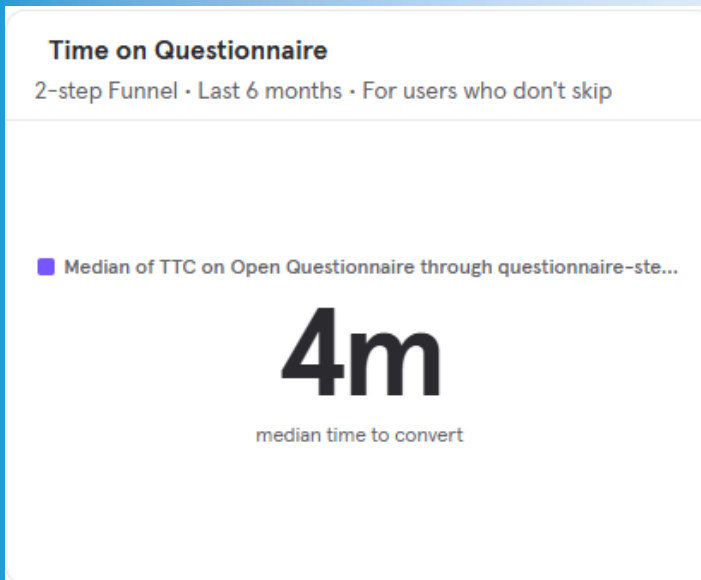 Time on Questionnaire
2-step Funnel • Last 6 months • For users who don't skip
Median of TTC on Open Questionnaire through questionnaire-ste...
4m
median time to convert